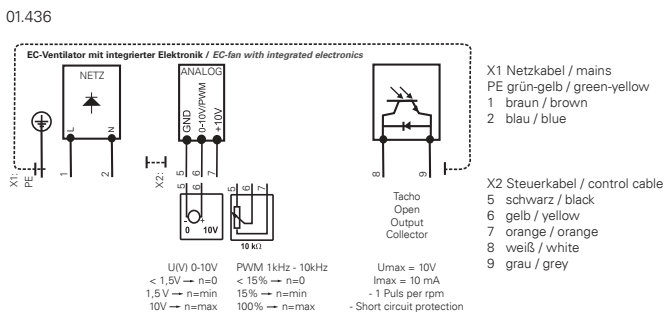 01.436
EC-Ventilator mit integrierter Elektronik / EC-fan with integrated electronics
NETZ
L
N
ANALOG
GND
0-10V/PWM
+10V
X1:
PE
1
2
X2:
5
6
7
8
9
5
6
- +
0 10V
5
6
7
10 kΩ
Tacho
Open
Output
Collector
U(V) 0-10V
< 1,5V → n=0
1,5 V → n=min
10V → n=max
PWM 1kHz - 10kHz
< 15% → n=0
15% → n=min
100% → n=max
Umax = 10V
Imax = 10 mA
- 1 Puls per rpm
- Short circuit protection
X1 Netzkabel / mains
PE grün-gelb / green-yellow
1 braun / brown
2 blau / blue
X2 Steuerkabel / control cable
5 schwarz / black
6 gelb / yellow
7 orange / orange
8 weiß / white
9 grau / grey